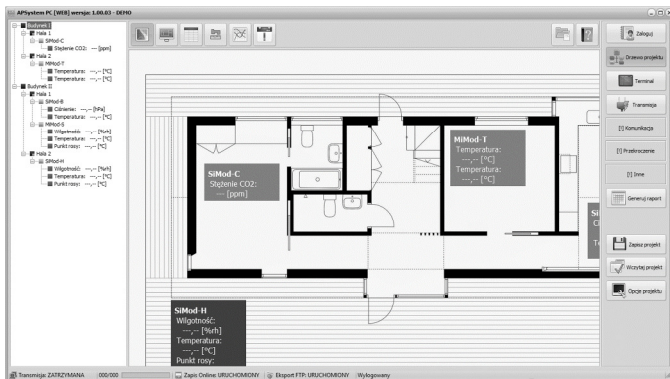 APSystem PC [WEB] wersja: 1.00.03 - DEMO
Budynek I
Hala 1
SiMod-C
Stężenie CO2: --- [ppm]
Hala 2
MiMod-T
Temperatura: ---,-- [°C]
Temperatura: ---,-- [°C]
Budynek II
Hala 1
SiMod-B
Ciśnienie: ---,-- [hPa]
Temperatura: ---,-- [°C]
MiMod-S
Wilgotność: ---,-- [%rh]
Temperatura: ---,-- [°C]
Punkt rosy: ---,-- [°C]
Hala 2
SiMod-H
Wilgotność: ---,-- [%rh]
Temperatura: ---,-- [°C]
Punkt rosy: ---,-- [°C]
SiMod-C
Stężenie CO2:
--- [ppm]
MiMod-T
Temperatura:
---,-- [°C]
Temperatura:
---,-- [°C]
Si
Ci
T
SiMod-H
Wilgotność:
---,-- [%rh]
Temperatura:
---,-- [°C]
Punkt rosy:
Zaloguj
Drzewo projektu
Terminal
Transmisja
[!] Komunikacja
[!] Przekroczenie
[!] Inne
Generuj raport
Zapisz projekt
Wczytaj projekt
Opcje projektu
Transmisja: ZATRZYMANA 000/000 Zapis Online: URUCHOMIONY Eksport FTP: URUCHOMIONY Wylogowany